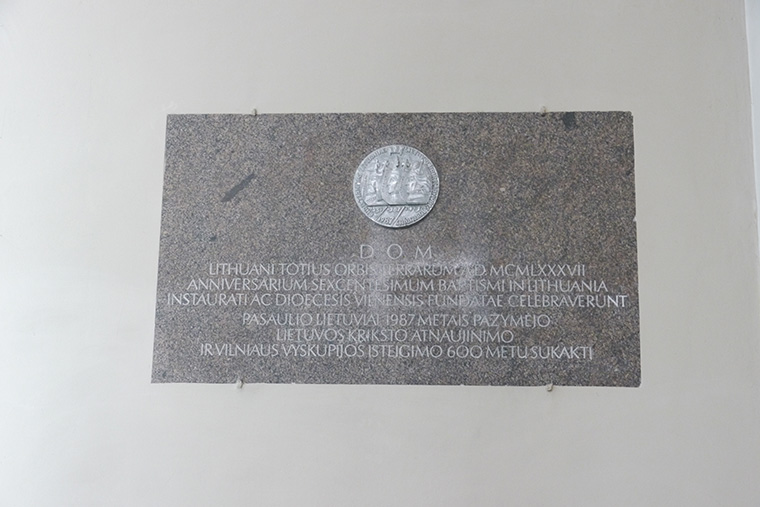 D O M
LITHUANI TOTIUS ORBIS TERRARUM A.D. MCMLXXXVII
ANNIVERSARIUM SEXCENTESIMUM BAPTISMI IN LITHUANIA
INSTAURATI AC DIOECESIS VILNENSIS FUNDATAE CELEBRAVERUNT
PASAULIO LIETUVIAI 1987 METAIS PAŽYMĖJO
LIETUVOS KRIKŠTO ATNAUJINIMO
IR VILNIAUS VYSKUPIJOS ĮSTEIGIMO 600 METŲ SUKAKTĮ